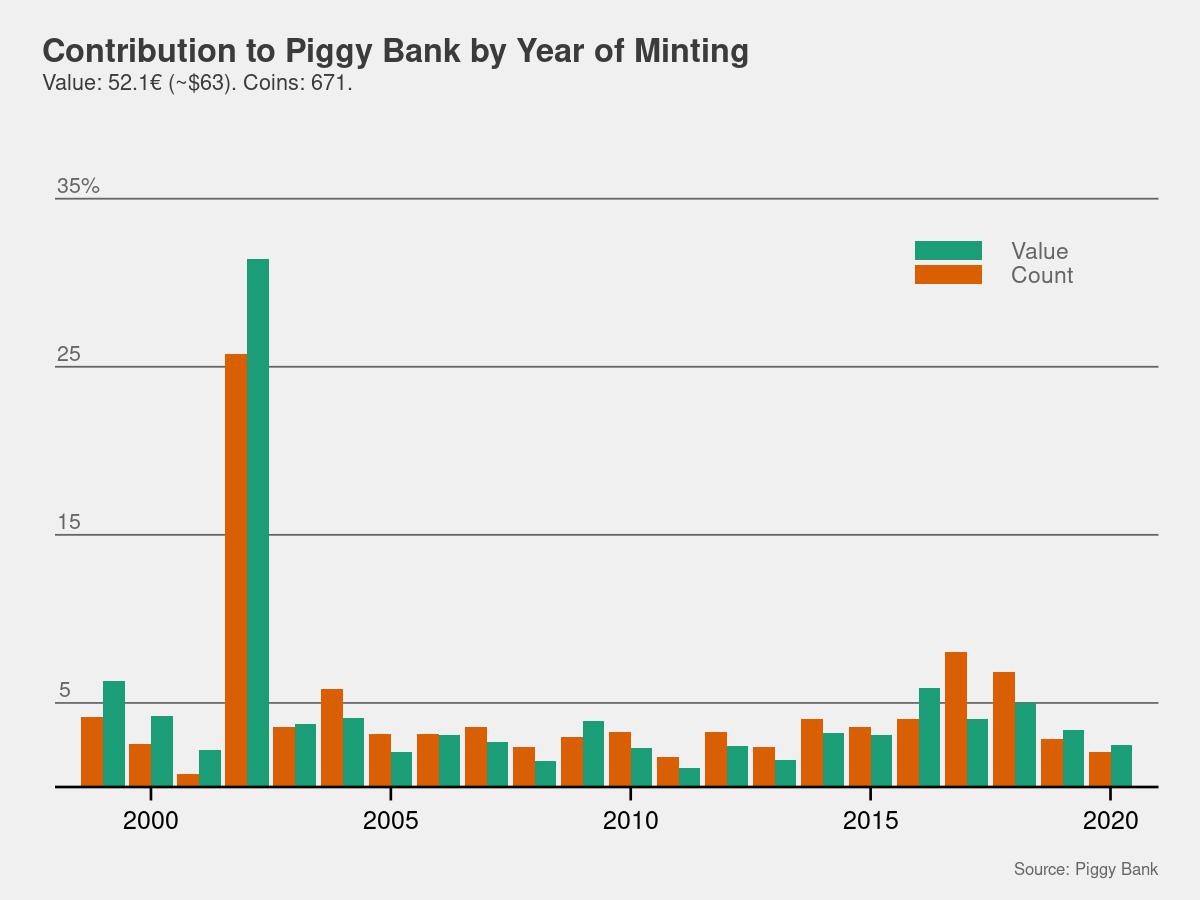 Contribution to Piggy Bank by Year of Minting
Value: 52.1€ (~$63). Coins: 671.
35%
Value
Count
25
15
5
2000 2005 2010 2015 2020
Source: Piggy Bank